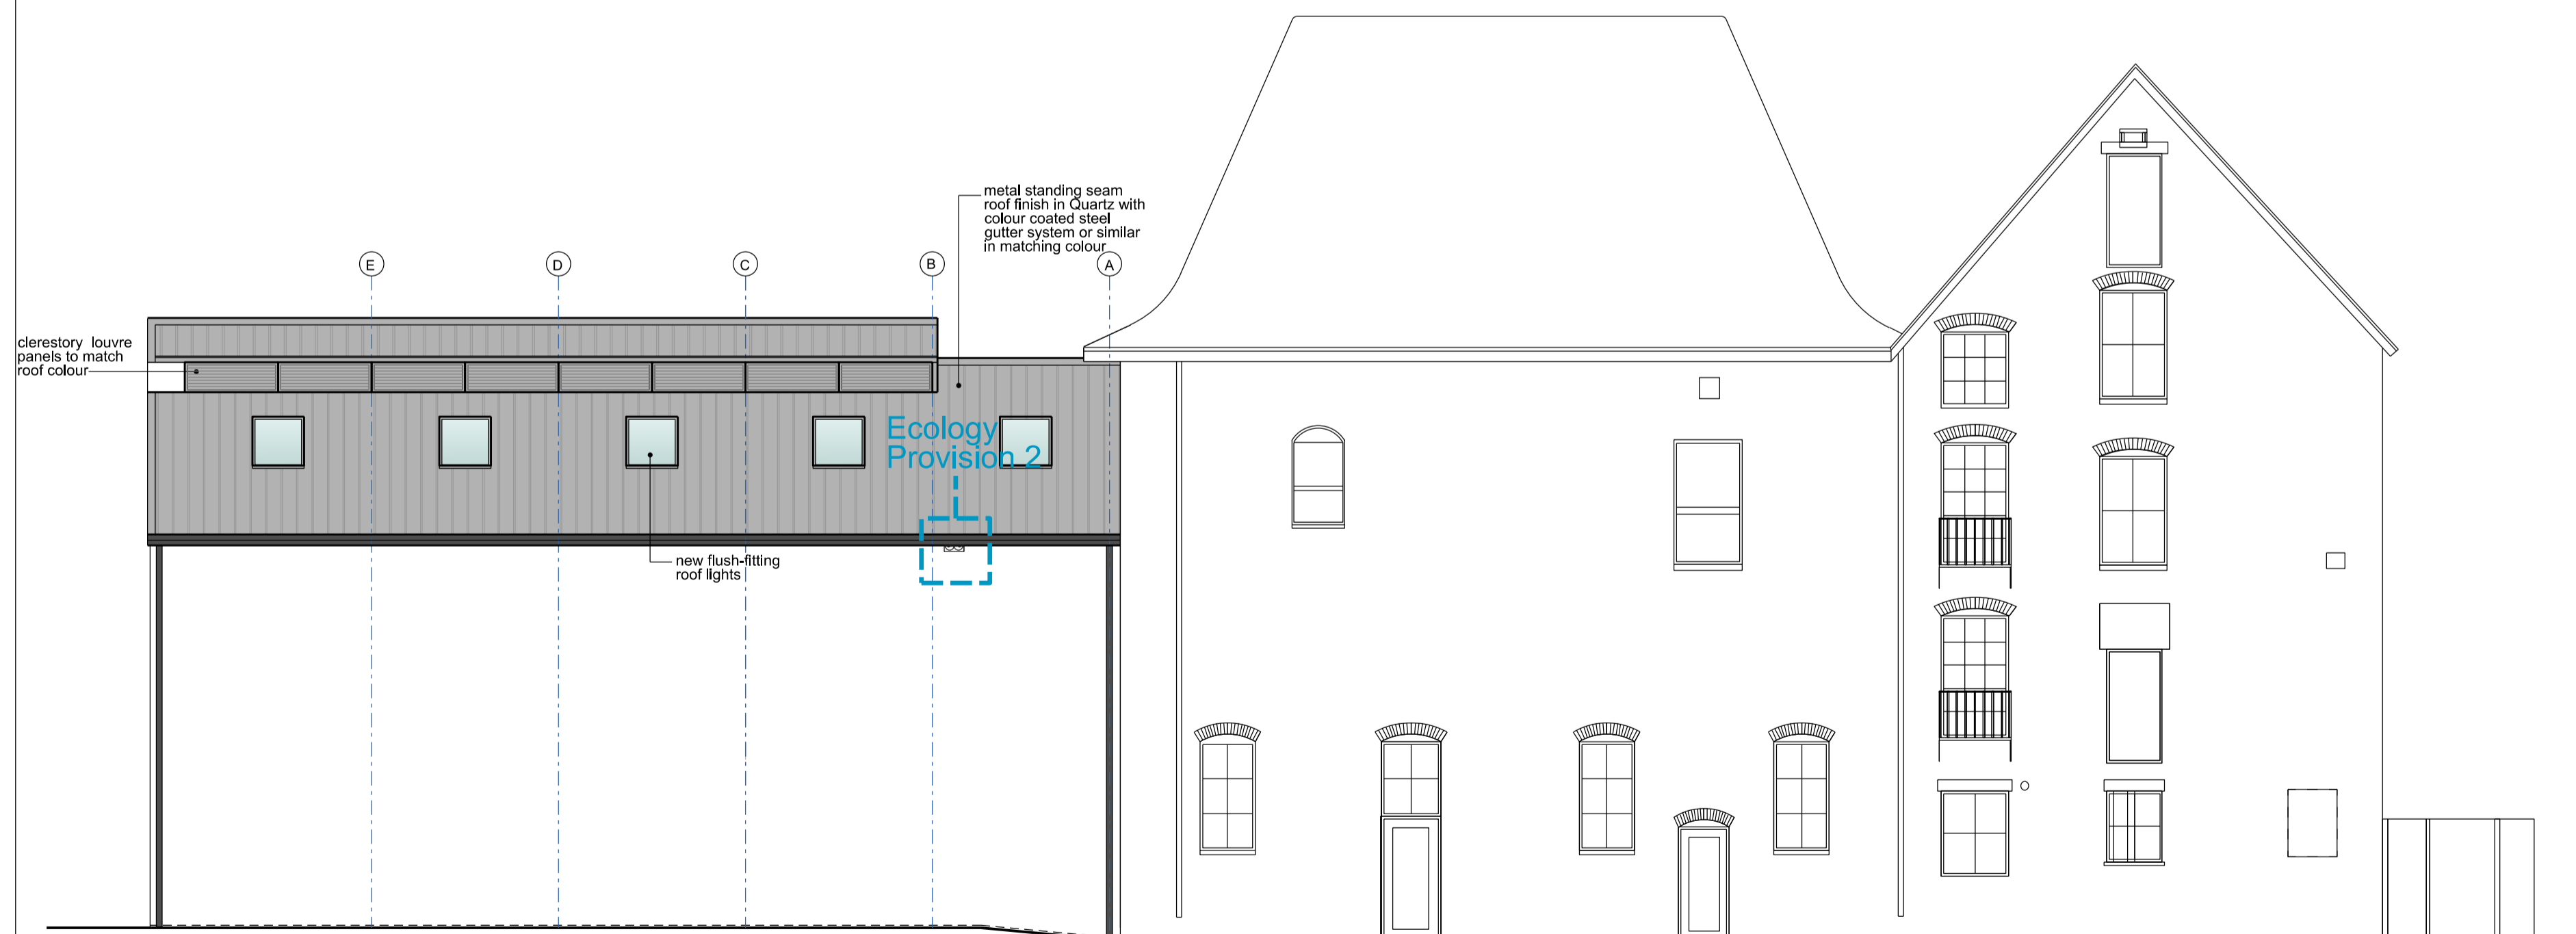 metal standing seam
roof finish in Quartz with
colour coated steel
gutter system or similar
in matching colour
E
D
C
B
A
clerestory louvre
panels to match
roof colour
Ecology
Provision 2
new flush-fitting
roof lights